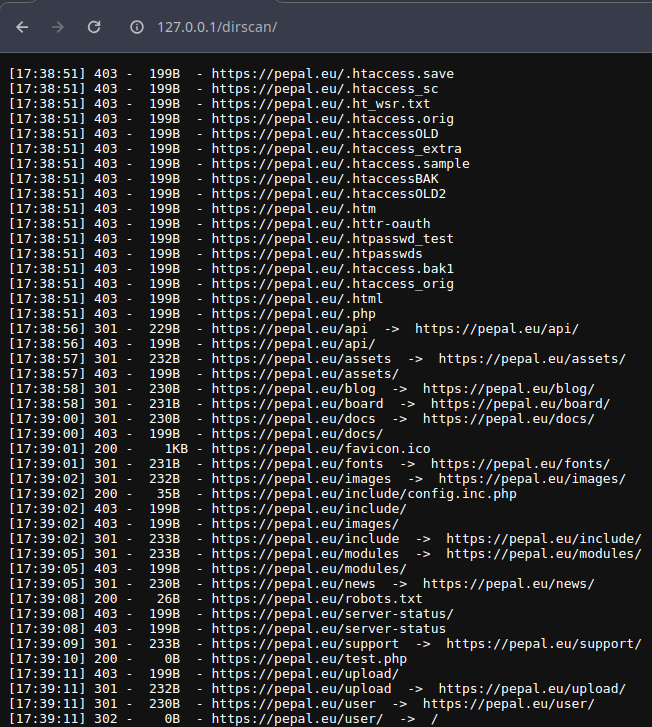 127.0.0.1/dirscan/
[17:38:51] 403 -  199B  - https://pepal.eu/.htaccess.save
[17:38:51] 403 -  199B  - https://pepal.eu/.htaccess_sc
[17:38:51] 403 -  199B  - https://pepal.eu/.ht_wsr.txt
[17:38:51] 403 -  199B  - https://pepal.eu/.htaccess.orig
[17:38:51] 403 -  199B  - https://pepal.eu/.htaccessOLD
[17:38:51] 403 -  199B  - https://pepal.eu/.htaccess_extra
[17:38:51] 403 -  199B  - https://pepal.eu/.htaccess.sample
[17:38:51] 403 -  199B  - https://pepal.eu/.htaccessBAK
[17:38:51] 403 -  199B  - https://pepal.eu/.htaccessOLD2
[17:38:51] 403 -  199B  - https://pepal.eu/.htm
[17:38:51] 403 -  199B  - https://pepal.eu/.httr-oauth
[17:38:51] 403 -  199B  - https://pepal.eu/.htpasswd_test
[17:38:51] 403 -  199B  - https://pepal.eu/.htpasswds
[17:38:51] 403 -  199B  - https://pepal.eu/.htaccess.bak1
[17:38:51] 403 -  199B  - https://pepal.eu/.htaccess_orig
[17:38:51] 403 -  199B  - https://pepal.eu/.html
[17:38:51] 403 -  199B  - https://pepal.eu/.php
[17:38:56] 301 -  229B  - https://pepal.eu/api  ->  https://pepal.eu/api/
[17:38:56] 403 -  199B  - https://pepal.eu/api/
[17:38:57] 301 -  232B  - https://pepal.eu/assets  ->  https://pepal.eu/assets/
[17:38:57] 403 -  199B  - https://pepal.eu/assets/
[17:38:58] 301 -  230B  - https://pepal.eu/blog  ->  https://pepal.eu/blog/
[17:38:58] 301 -  231B  - https://pepal.eu/board  ->  https://pepal.eu/board/
[17:39:00] 301 -  230B  - https://pepal.eu/docs  ->  https://pepal.eu/docs/
[17:39:00] 403 -  199B  - https://pepal.eu/docs/
[17:39:01] 200 -    1KB - https://pepal.eu/favicon.ico
[17:39:01] 301 -  231B  - https://pepal.eu/fonts  ->  https://pepal.eu/fonts/
[17:39:02] 301 -  232B  - https://pepal.eu/images  ->  https://pepal.eu/images/
[17:39:02] 200 -   35B  - https://pepal.eu/include/config.inc.php
[17:39:02] 403 -  199B  - https://pepal.eu/include/
[17:39:02] 403 -  199B  - https://pepal.eu/images/
[17:39:02] 301 -  233B  - https://pepal.eu/include  ->  https://pepal.eu/include/
[17:39:05] 301 -  233B  - https://pepal.eu/modules  ->  https://pepal.eu/modules/
[17:39:05] 403 -  199B  - https://pepal.eu/modules/
[17:39:05] 301 -  230B  - https://pepal.eu/news  ->  https://pepal.eu/news/
[17:39:08] 200 -   26B  - https://pepal.eu/robots.txt
[17:39:08] 403 -  199B  - https://pepal.eu/server-status/
[17:39:08] 403 -  199B  - https://pepal.eu/server-status
[17:39:09] 301 -  233B  - https://pepal.eu/support  ->  https://pepal.eu/support/
[17:39:10] 200 -    0B  - https://pepal.eu/test.php
[17:39:11] 403 -  199B  - https://pepal.eu/upload/
[17:39:11] 301 -  232B  - https://pepal.eu/upload  ->  https://pepal.eu/upload/
[17:39:11] 301 -  230B  - https://pepal.eu/user  ->  https://pepal.eu/user/
[17:39:11] 302 -    0B  - https://pepal.eu/user/  ->  /